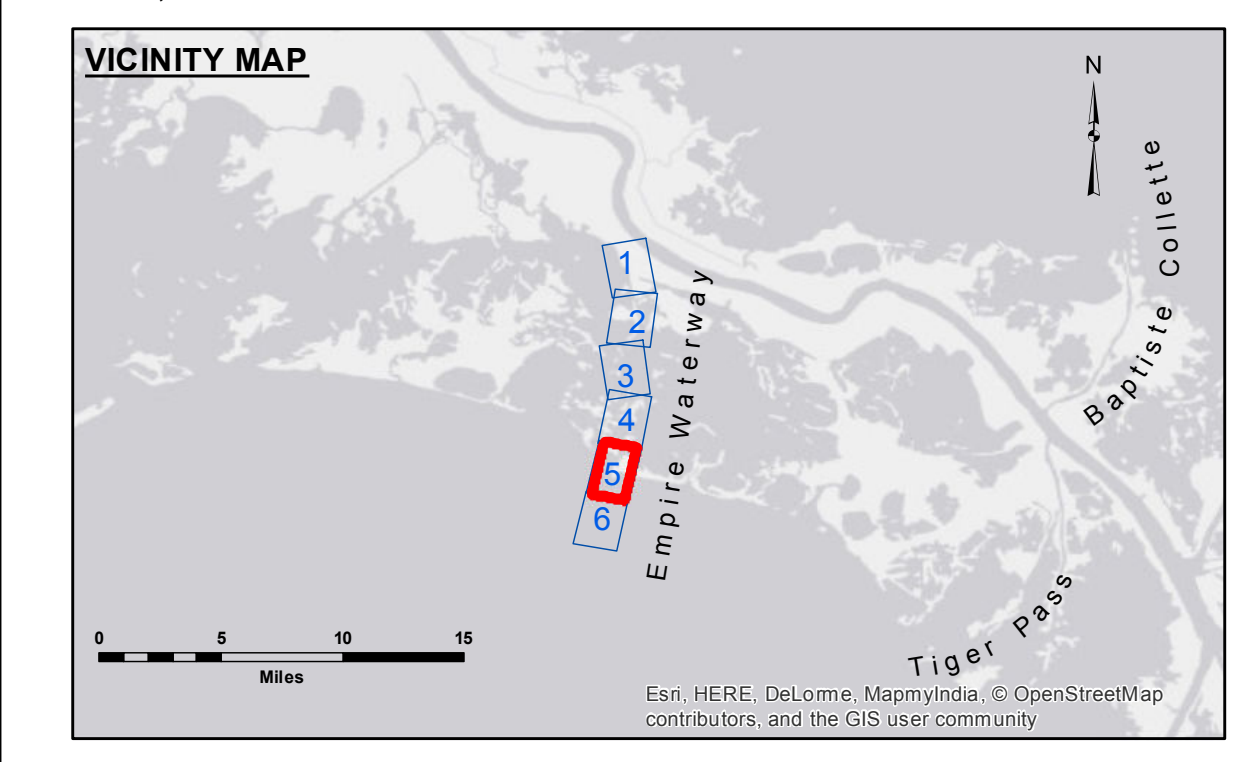 VICINITY MAP
N
Baptiste Collette
1
2
3
4
5
6
Empire Waterway
Tiger Pass
0 5 10 15
Miles
Esri, HERE, DeLorme, MapmyIndia, © OpenStreetMap
contributors, and the GIS user community